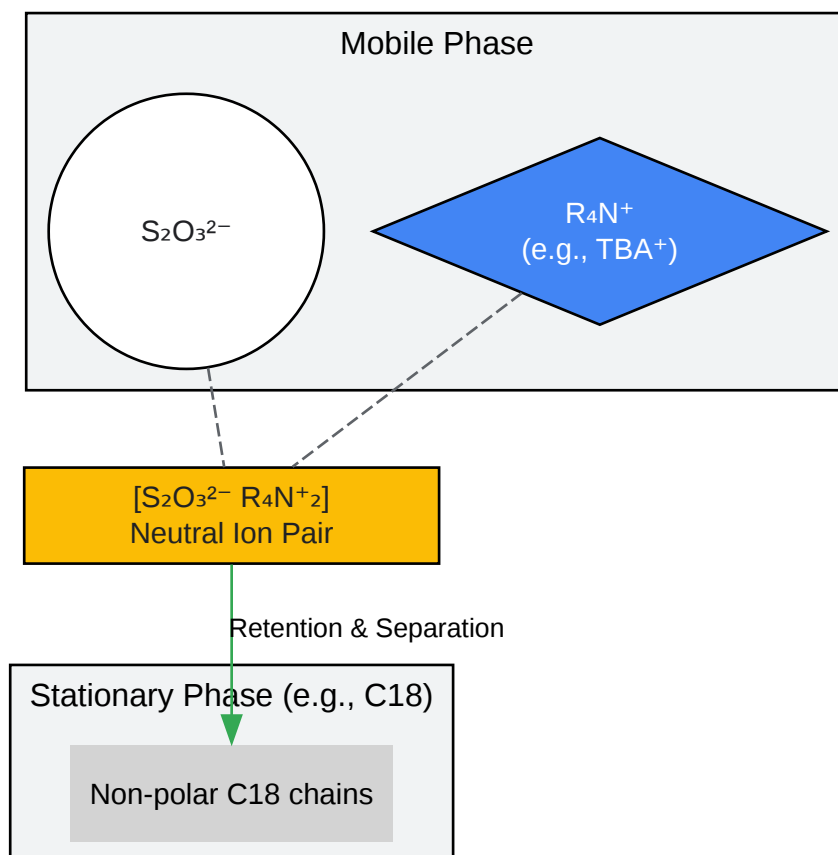 Mobile Phase
S₂O₃²⁻
R₄N⁺
(e.g., TBA⁺)
[S₂O₃²⁻ R₄N⁺₂]
Neutral Ion Pair
Retention & Separation
Stationary Phase (e.g., C18)
Non-polar C18 chains